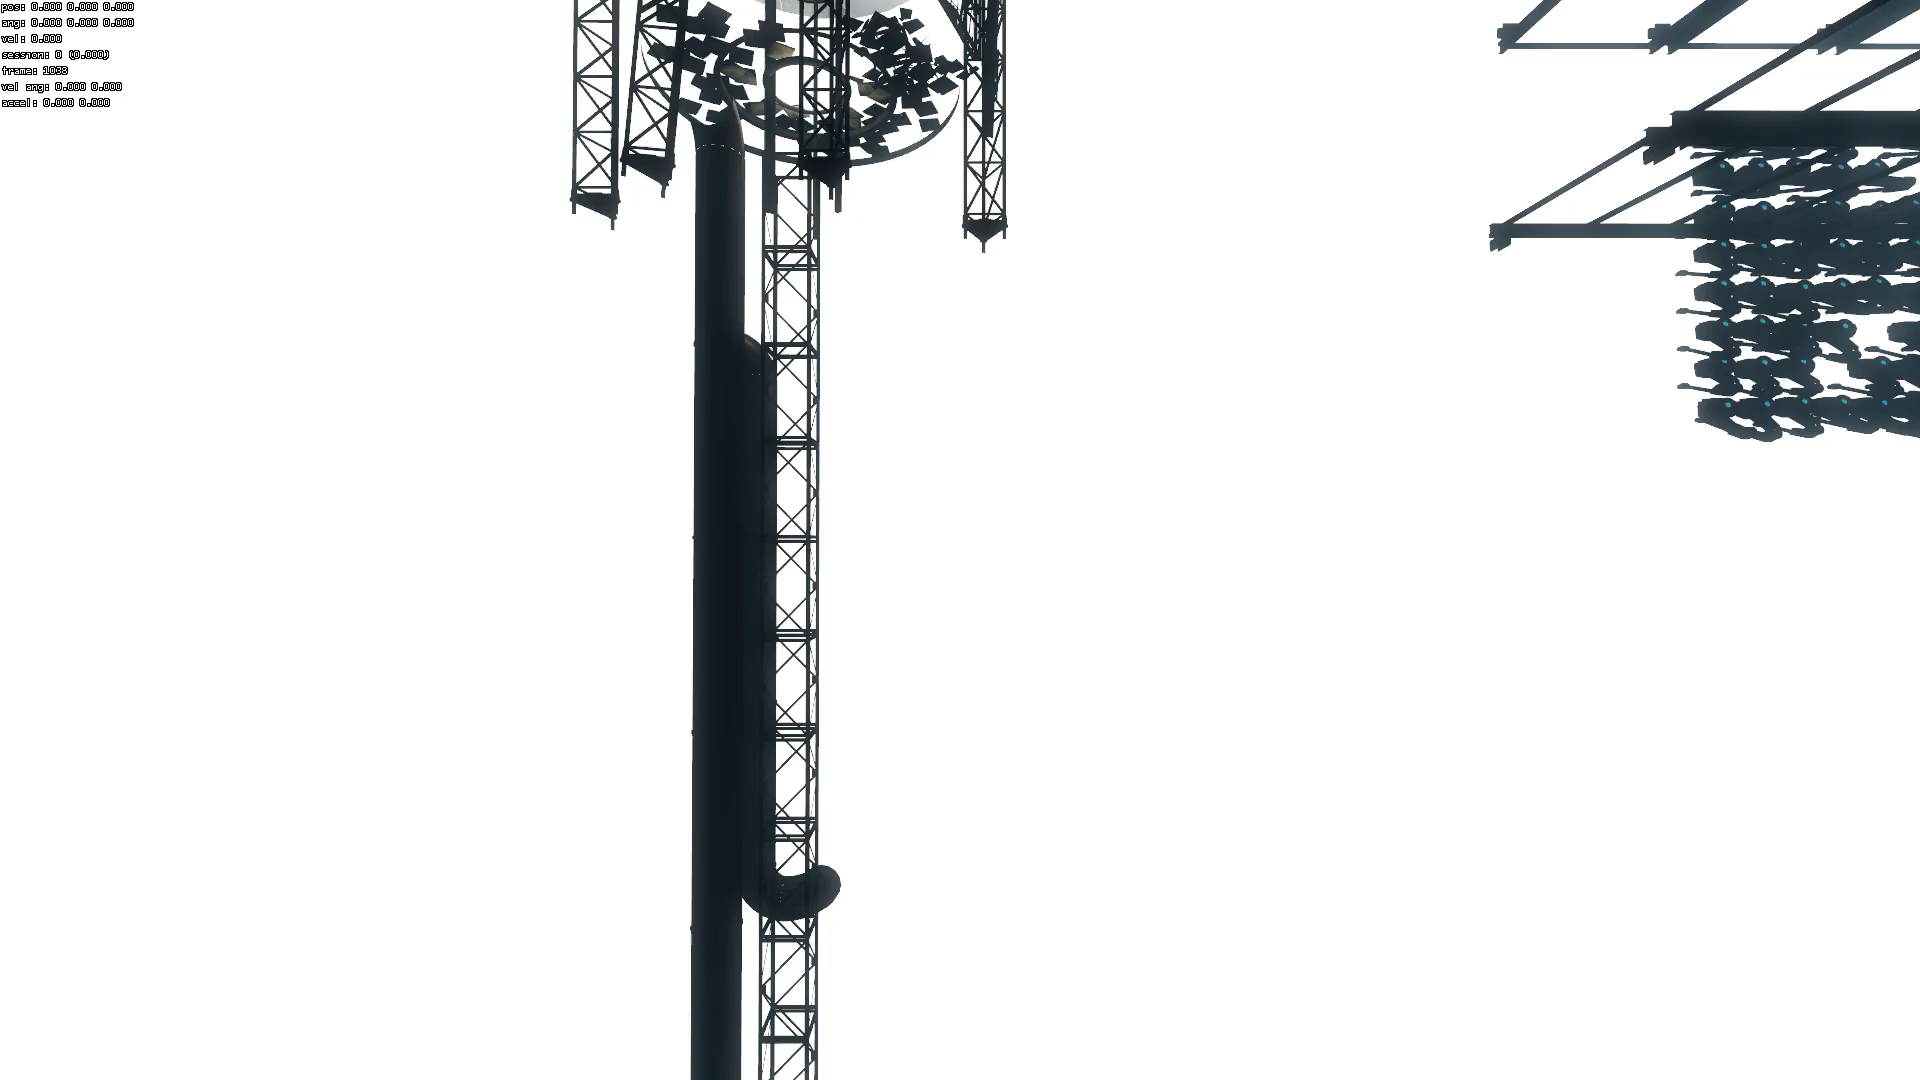 pos: 0.000 0.000 0.000
ang: 0.000 0.000 0.000
vel: 0.000
session: 0 (0.000)
frame: 1038
vel ang: 0.000 0.000
accel: 0.000 0.000